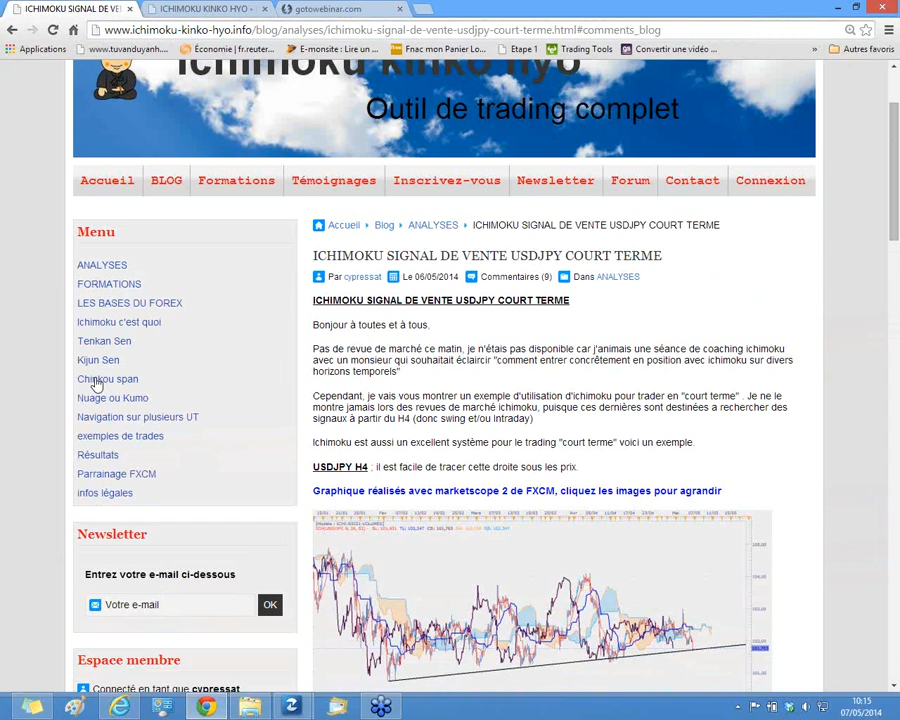 ICHIMOKU SIGNAL DE V
ICHIMOKU KINKO HYO
gotowebinar.com
www.ichimoku-kinko-hyo.info/blog/analyses/ichimoku-signal-de-vente-usdjpy-court-terme.html#comments_blog
Applications
www.tuvanduyanh...
Économie | fr.reuter...
E-monsite : Lire un ...
Fnac mon Panier Lo...
Etape 1
Trading Tools
Convertir une vidéo ...
»
Autres favoris
Ichimoku kinko hyo
Outil de trading complet
Accueil
BLOG
Formations
Témoignages
Inscrivez-vous
Newsletter
Forum
Contact
Connexion
Menu
ANALYSES
FORMATIONS
LES BASES DU FOREX
Ichimoku c'est quoi
Tenkan Sen
Kijun Sen
Chinkou span
Nuage ou Kumo
Navigation sur plusieurs UT
exemples de trades
Résultats
Parrainage FXCM
infos légales
Newsletter
Entrez votre e-mail ci-dessous
Votre e-mail
OK
Espace membre
Connecté en tant que cypressat
Accueil Blog ANALYSES ICHIMOKU SIGNAL DE VENTE USDJPY COURT TERME
ICHIMOKU SIGNAL DE VENTE USDJPY COURT TERME
Par cypressat Le 06/05/2014 Commentaires (9) Dans ANALYSES
ICHIMOKU SIGNAL DE VENTE USDJPY COURT TERME
Bonjour à toutes et à tous,
Pas de revue de marché ce matin, je n'étais pas disponible car j'animais une séance de coaching ichimoku
avec un monsieur qui souhaitait éclaircir "comment entrer concrêtement en position avec ichimoku sur divers
horizons temporels"
Cependant, je vais vous montrer un exemple d'utilisation d'ichimoku pour trader en "court terme" . Je ne le
montre jamais lors des revues de marché ichimoku, puisque ces dernières sont destinées a rechercher des
signaux à partir du H4 (donc swing et/ou Intraday)
Ichimoku est aussi un excellent système pour le trading "court terme" voici un exemple.
USDJPY H4 : il est facile de tracer cette droite sous les prix.
Graphique réalisés avec marketscope 2 de FXCM, cliquez les images pour agrandir
10:15
07/05/2014